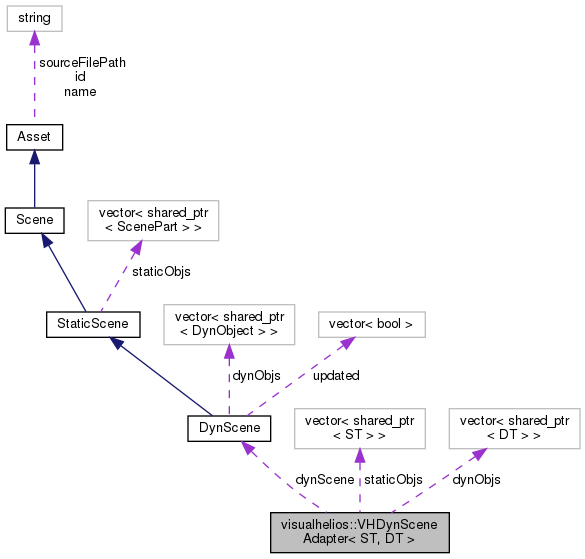 string
sourceFilePath
id
name
Asset
Scene
vector< shared_ptr
< ScenePart > >
staticObjs
StaticScene
vector< shared_ptr
< DynObject > >
vector< bool >
dynObjs
updated
DynScene
vector< shared_ptr
< ST > >
vector< shared_ptr
< DT > >
dynScene
staticObjs
dynObjs
visualhelios::VHDynScene
Adapter< ST, DT >